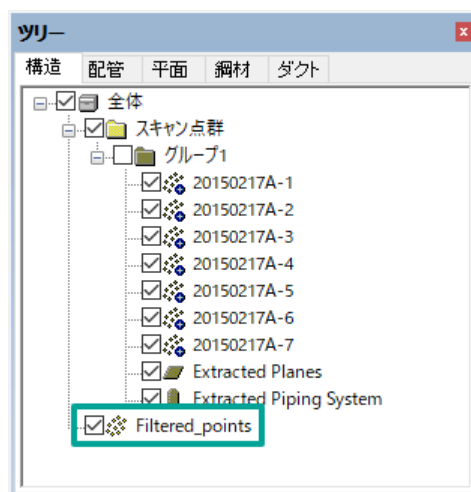 ツリー
構造 配管 平面 鋼材 ダクト
全体
スキャン点群
グループ1
20150217A-1
20150217A-2
20150217A-3
20150217A-4
20150217A-5
20150217A-6
20150217A-7
Extracted Planes
Extracted Piping System
Filtered_points